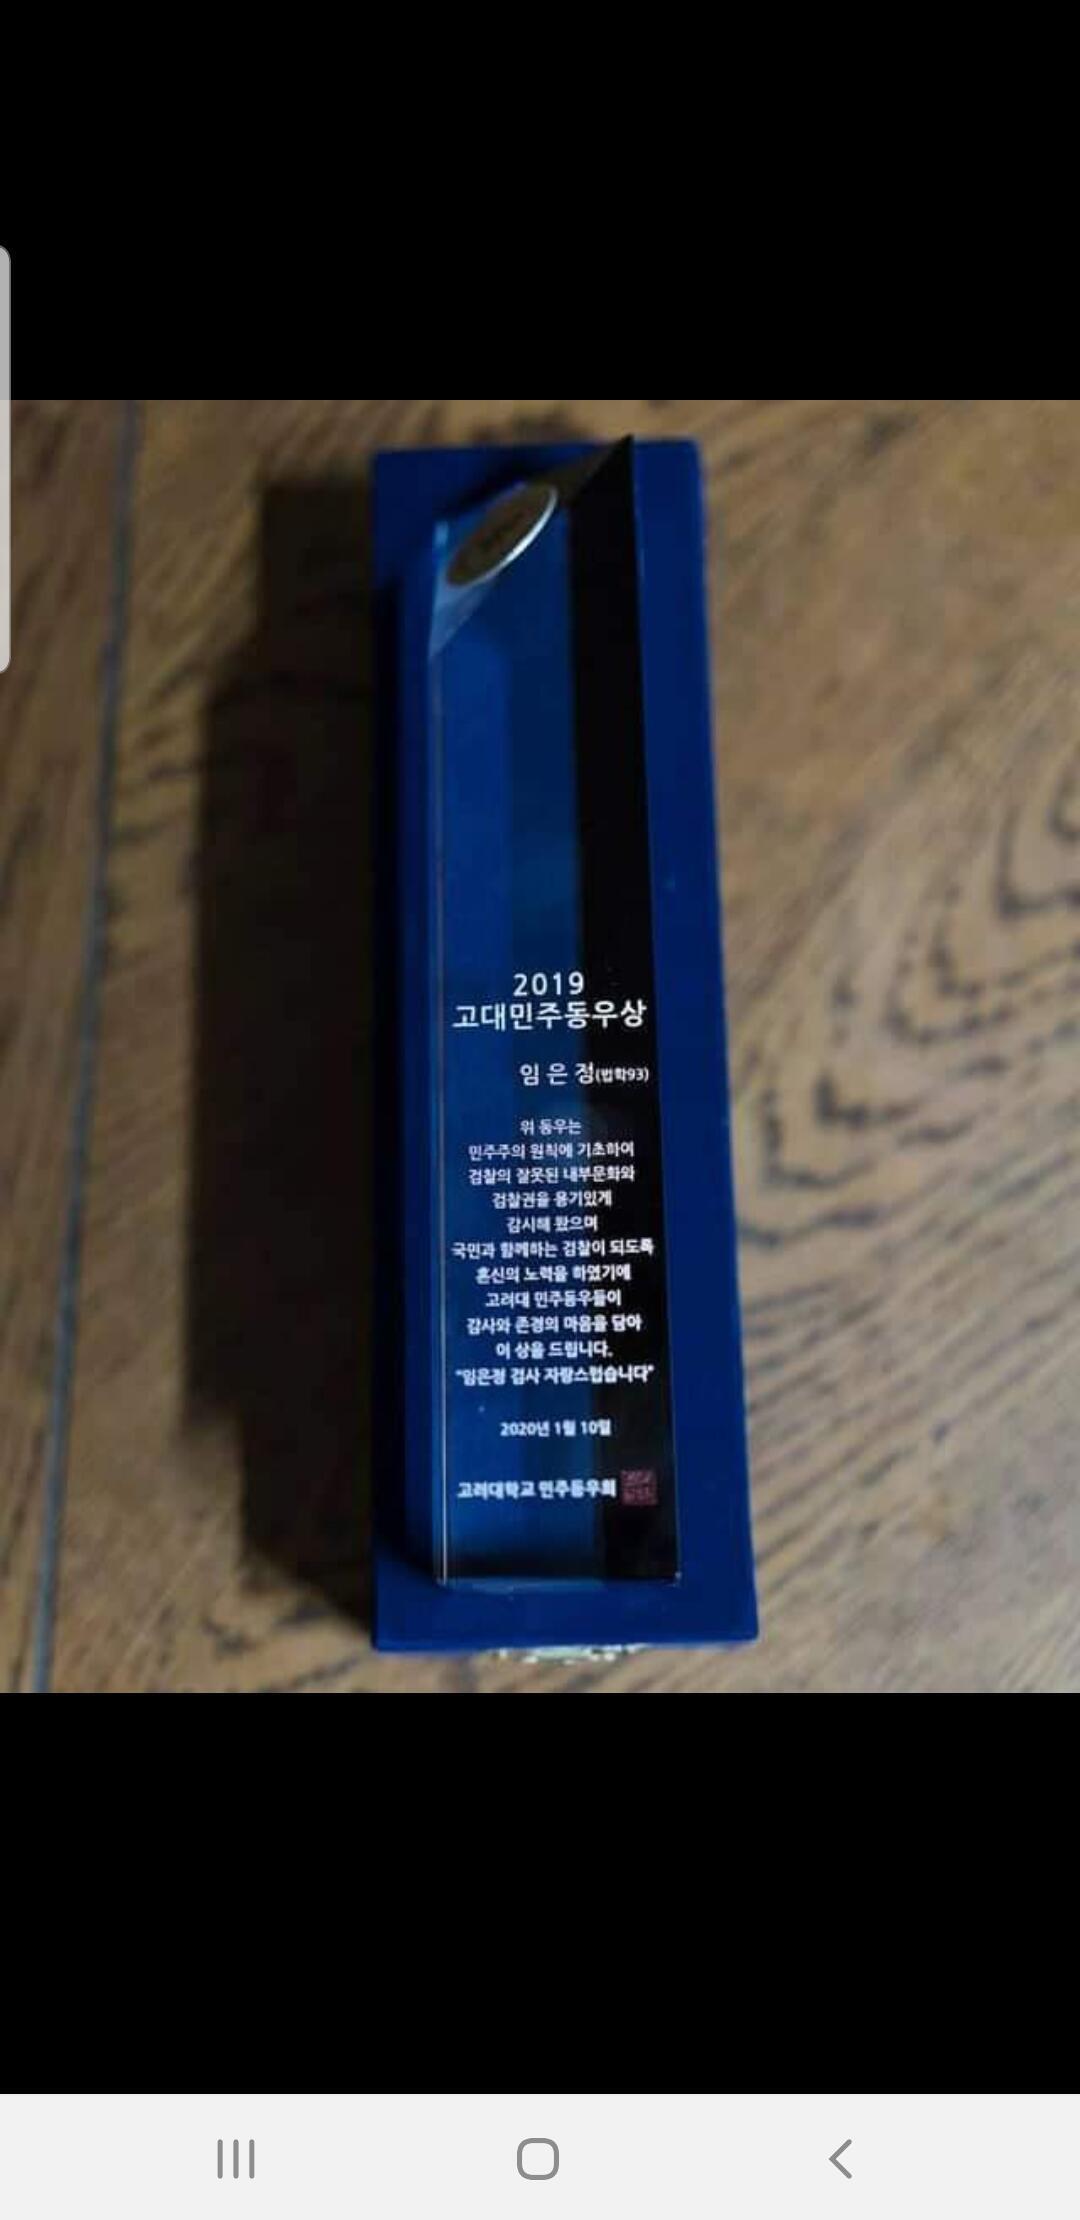 2019
고대민주동우상
임은정(법학93)
위 동우는
민주주의 원칙에 기초하여
검찰의 잘못된 내부문화와
검찰권을 용기있게
감시해 왔으며
국민과 함께하는 검찰이 되도록
혼신의 노력을 하였기에
고려대 민주동우들이
감사와 존경의 마음을 담아
이 상을 드립니다.
"임은정 검사 자랑스럽습니다"
2020년 1월 10일
고려대학교 민주동우회